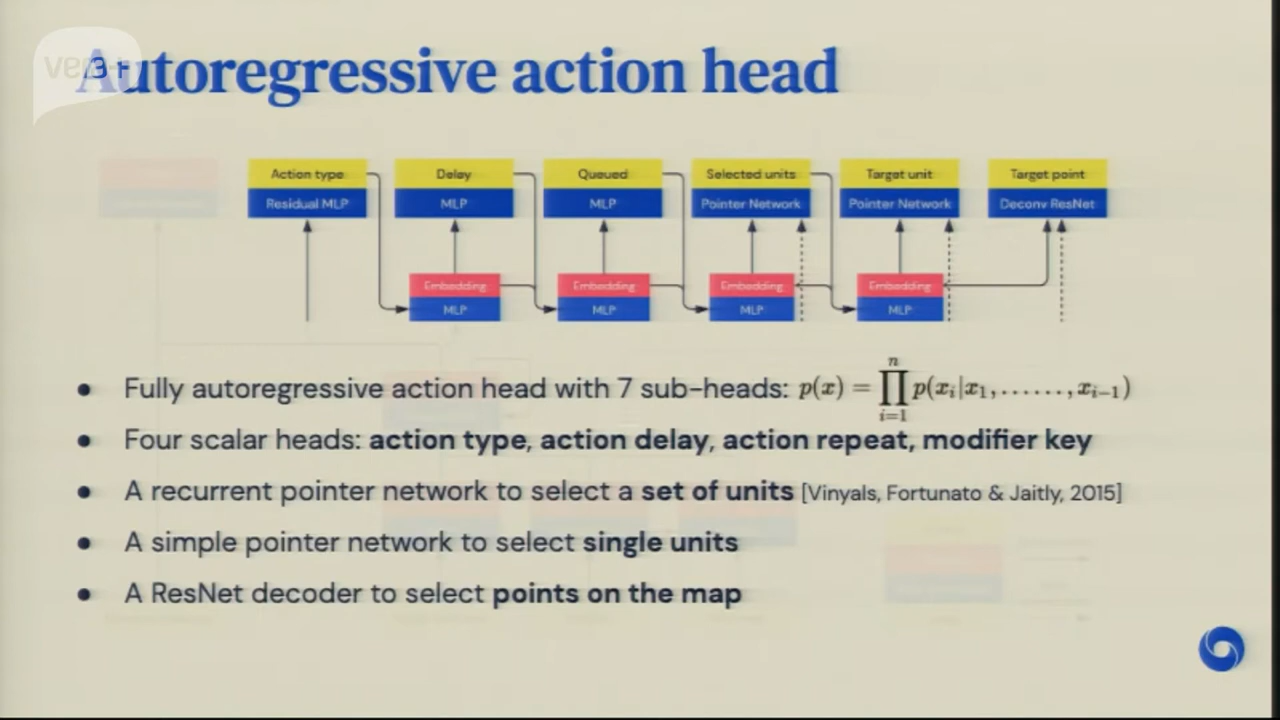 Autoregressive action head
Action type
Residual MLP
Delay
MLP
Queued
MLP
Selected units
Pointer Network
Target unit
Pointer Network
Target point
Deconv ResNet
Embedding
MLP
Embedding
MLP
Embedding
MLP
Embedding
MLP
● Fully autoregressive action head with 7 sub-heads: p(x) = ∏_{i=1}^{n} p(x_i|x_1, ......, x_{i−1})
● Four scalar heads: action type, action delay, action repeat, modifier key
● A recurrent pointer network to select a set of units [Vinyals, Fortunato & Jaitly, 2015]
● A simple pointer network to select single units
● A ResNet decoder to select points on the map